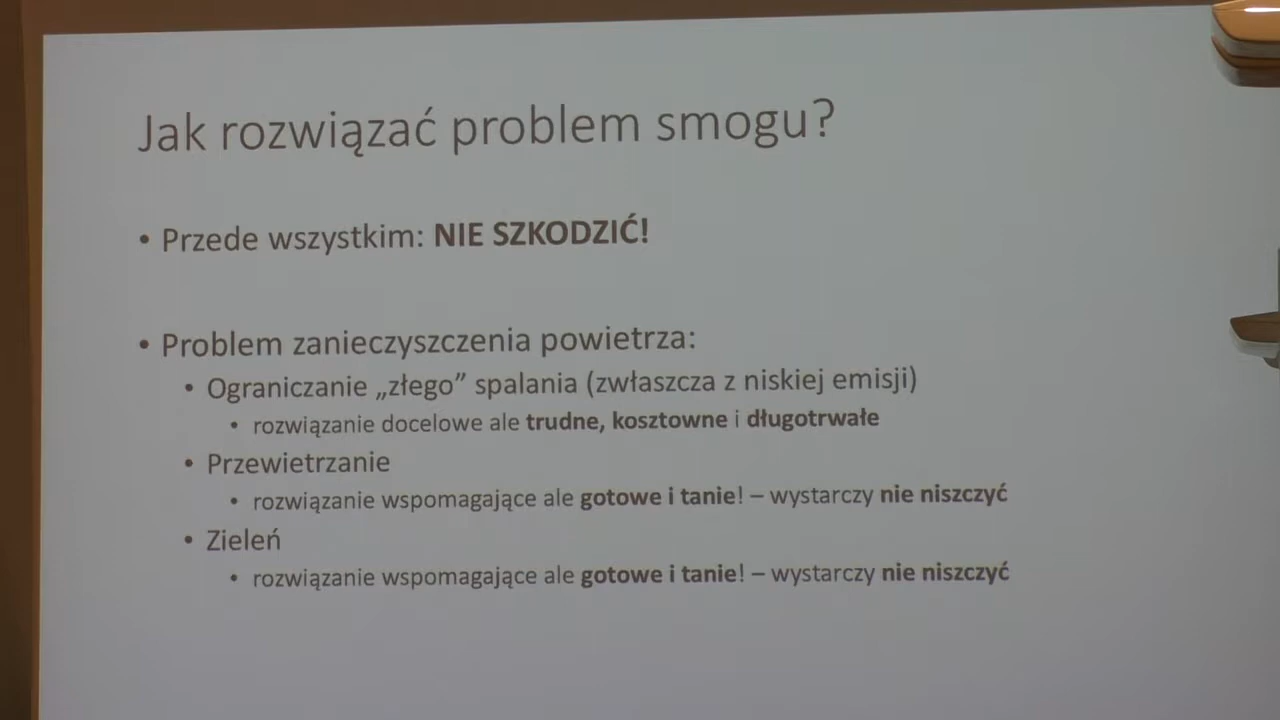 Jak rozwiązać problem smogu?
• Przede wszystkim: NIE SZKODZIĆ!
• Problem zanieczyszczenia powietrza:
• Ograniczanie „złego” spalania (zwłaszcza z niskiej emisji)
• rozwiązanie docelowe ale trudne, kosztowne i długotrwałe
• Przewietrzanie
• rozwiązanie wspomagające ale gotowe i tanie! – wystarczy nie niszczyć
• Zieleń
• rozwiązanie wspomagające ale gotowe i tanie! – wystarczy nie niszczyć